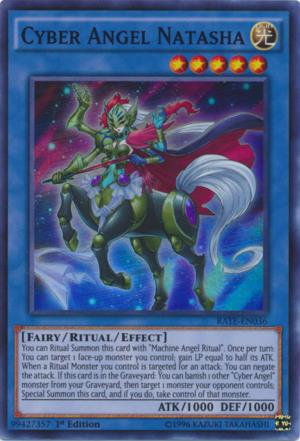 CYBER ANGEL NATASHA
光
RATE-EN036
[FAIRY/RITUAL/EFFECT]
You can Ritual Summon this card with "Machine Angel Ritual". Once per turn:
You can target 1 face-up monster you control; gain LP equal to half its ATK.
When a Ritual Monster you control is targeted for an attack: You can negate
the attack. If this card is in the Graveyard: You can banish 1 other "Cyber Angel"
monster from your Graveyard, then target 1 monster your opponent controls;
Special Summon this card, and if you do, take control of that monster.
ATK/1000 DEF/1000
99427357 1st Edition ©1996 KAZUKI TAKAHASHI